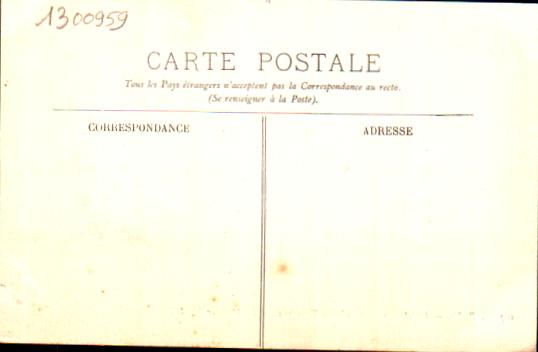 1300959
CARTE POSTALE
Tous les Pays étrangers n'acceptent pas la Correspondance au recto.
(Se renseigner à la Poste).
CORRESPONDANCE
ADRESSE